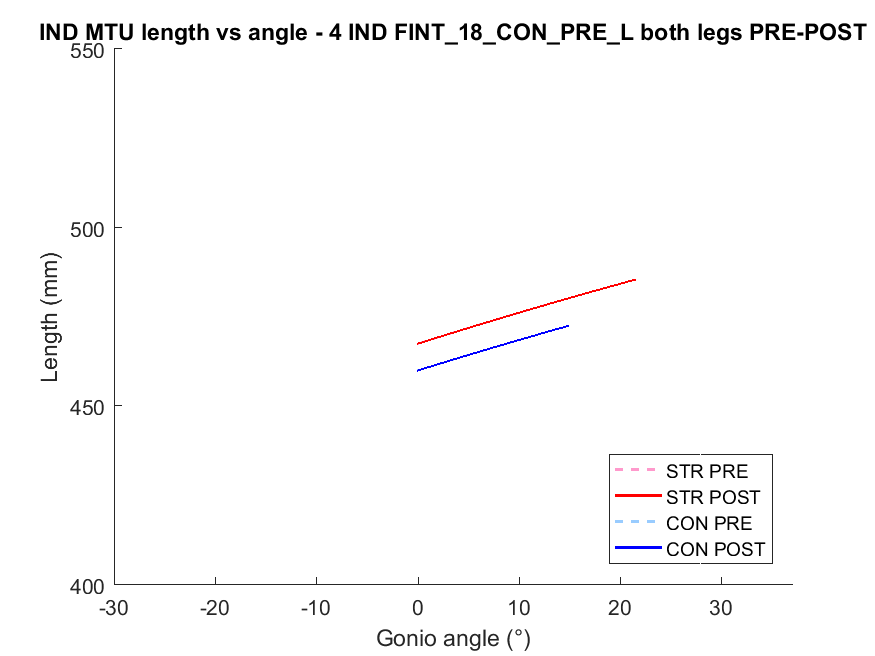 IND MTU length vs angle - 4 IND FINT_18_CON_PRE_L both legs PRE-POST
550
500
450
400
Length (mm)
-30
-20
-10
0
10
20
30
Gonio angle (°)
STR PRE
STR POST
CON PRE
CON POST